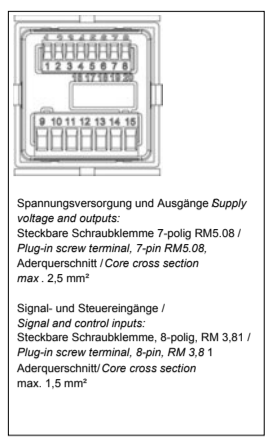 1 2 3 4 5 6 7 8
16 17 18 19 20
9 10 11 12 13 14 15
Spannungsversorgung und Ausgänge /Supply
voltage and outputs:
Steckbare Schraubklemme 7-polig RM5.08 /
Plug-in screw terminal, 7-pin RM5.08,
Aderquerschnitt / Core cross section
max . 2,5 mm²
Signal- und Steuereingänge /
Signal and control inputs:
Steckbare Schraubklemme, 8-polig, RM 3,81 /
Plug-in screw terminal, 8-pin, RM 3,8 1
Aderquerschnitt/ Core cross section
max. 1,5 mm²